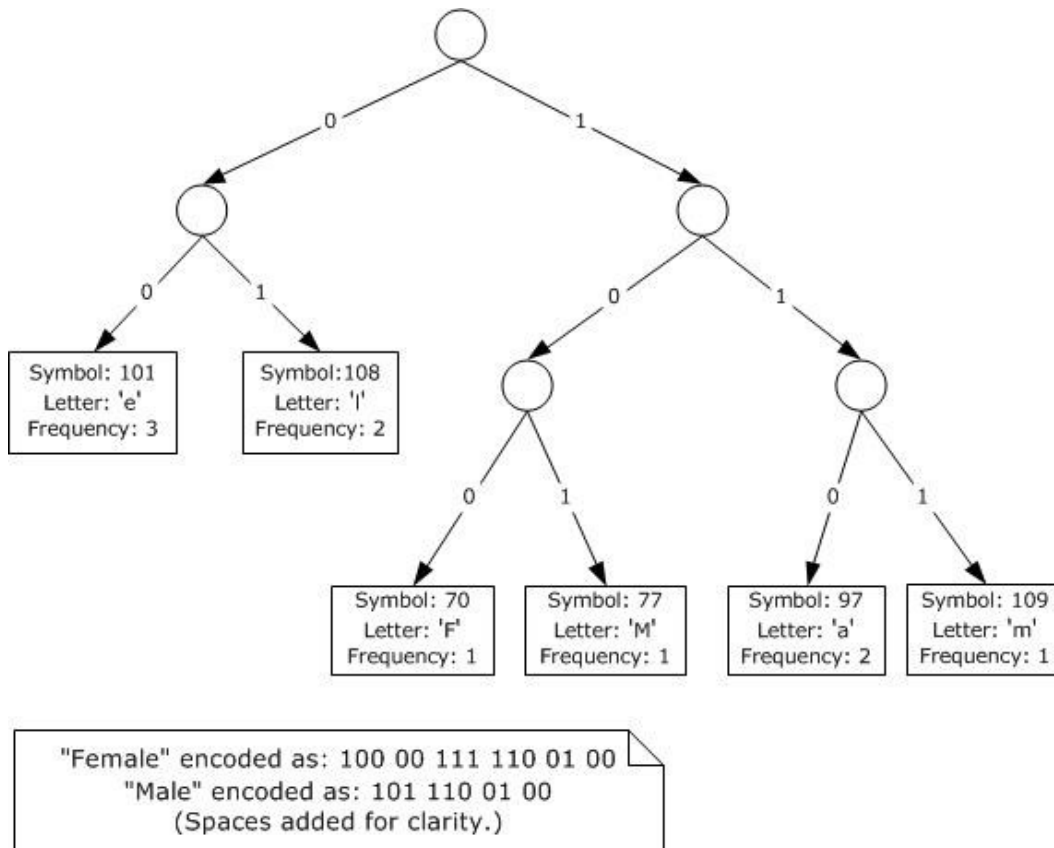 0
1
0
1
0
1
Symbol: 101
Letter: 'e'
Frequency: 3
Symbol:108
Letter: 'l'
Frequency: 2
0
1
0
1
Symbol: 70
Letter: 'F'
Frequency: 1
Symbol: 77
Letter: 'M'
Frequency: 1
Symbol: 97
Letter: 'a'
Frequency: 2
Symbol: 109
Letter: 'm'
Frequency: 1
"Female" encoded as: 100 00 111 110 01 00
"Male" encoded as: 101 110 01 00
(Spaces added for clarity.)